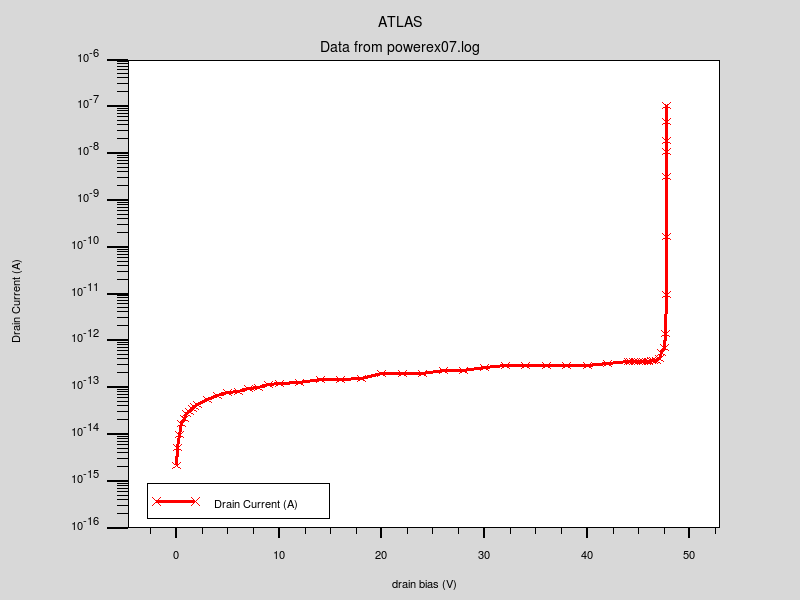 ATLAS
Data from powerex07.log
10-6
10-7
10-8
10-9
10-10
10-11
10-12
10-13
10-14
10-15
10-16
Drain Current (A)
Drain Current (A)
0 10 20 30 40 50
drain bias (V)